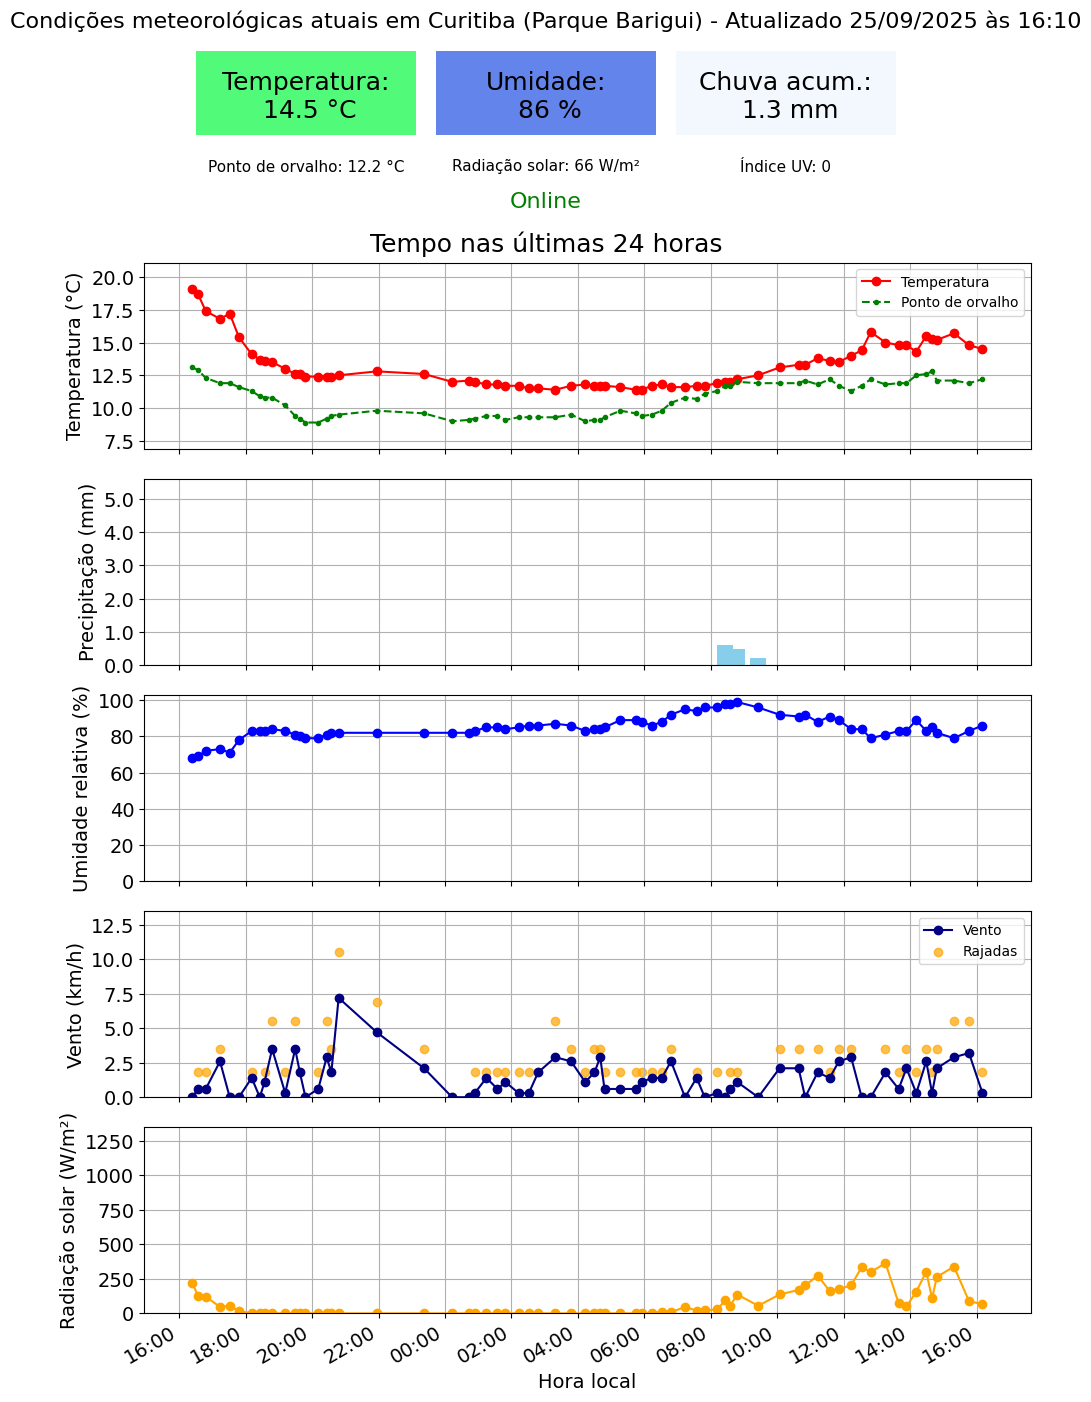 Condições meteorológicas atuais em Curitiba (Parque Barigui) - Atualizado 25/09/2025 às 16:10
Temperatura:
14.5 °C
Umidade:
86 %
Chuva acum.:
1.3 mm
Ponto de orvalho: 12.2 °C
Radiação solar: 66 W/m²
Índice UV: 0
Online
Tempo nas últimas 24 horas
Temperatura (°C)
20.0
17.5
15.0
12.5
10.0
7.5
Temperatura
Ponto de orvalho
Precipitação (mm)
5.0
4.0
3.0
2.0
1.0
0.0
Umidade relativa (%)
100
80
60
40
20
0
Vento (km/h)
12.5
10.0
7.5
5.0
2.5
0.0
Vento
Rajadas
Radiação solar (W/m²)
1250
1000
750
500
250
0
16:00
18:00
20:00
22:00
00:00
02:00
04:00
06:00
08:00
10:00
12:00
14:00
16:00
Hora local